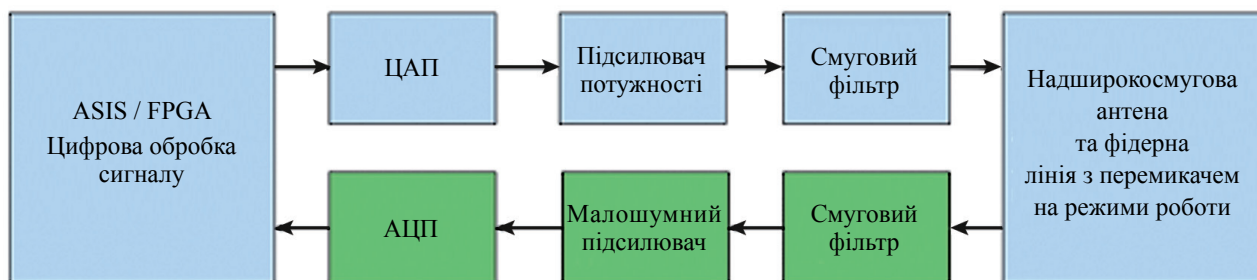 ASIS / FPGA
Цифрова обробка
сигналу
ЦАП
Підсилювач
потужності
Смуговий
фільтр
Надширокосмугова
антена
та фідерна
лінія з перемикачем
на режими роботи
АЦП
Малошумний
підсилювач
Смуговий
фільтр